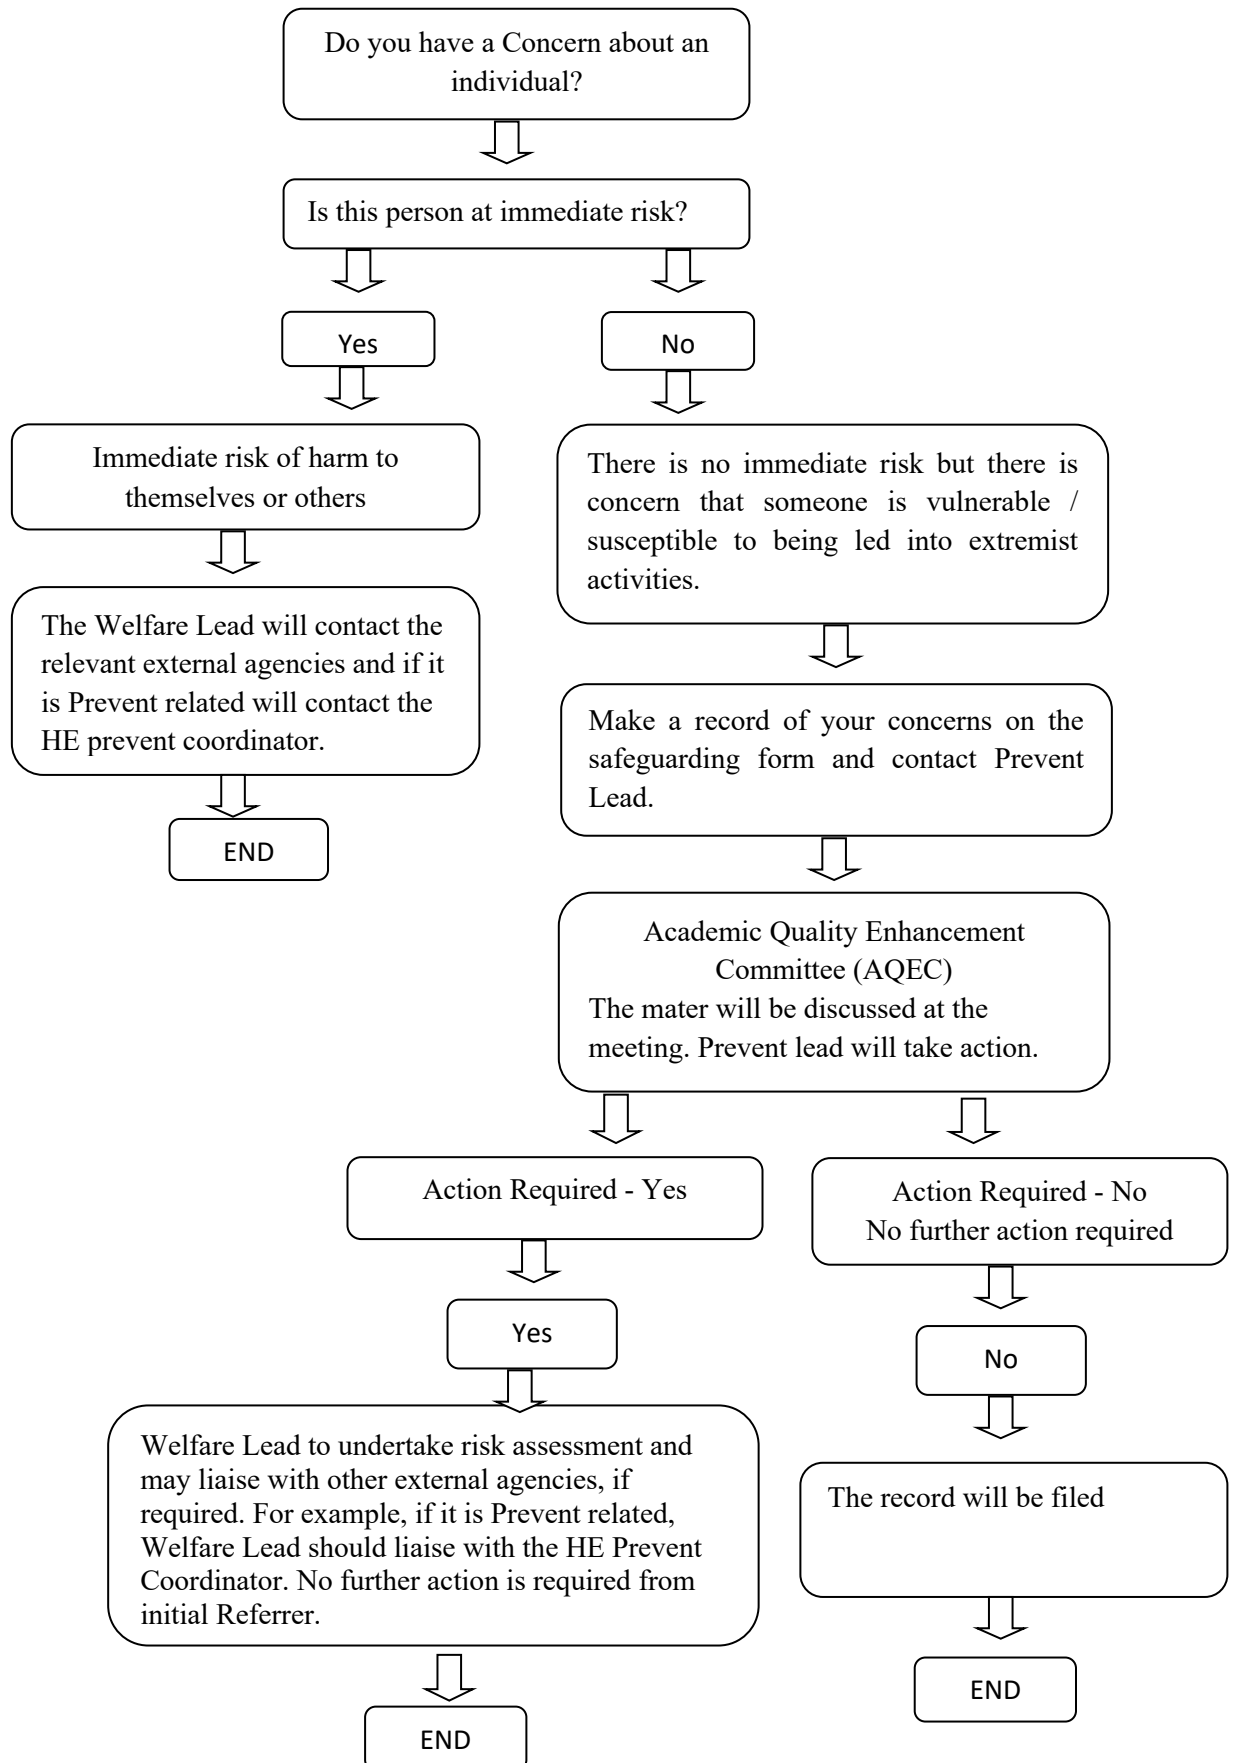 Do you have a Concern about an
individual?
Is this person at immediate risk?
Yes
No
Immediate risk of harm to
themselves or others
There is no immediate risk but there is
concern that someone is vulnerable /
susceptible to being led into extremist
activities.
The Welfare Lead will contact the
relevant external agencies and if it
is Prevent related will contact the
HE prevent coordinator.
Make a record of your concerns on the
safeguarding form and contact Prevent
Lead.
END
Academic Quality Enhancement
Committee (AQEC)
The mater will be discussed at the
meeting. Prevent lead will take action.
Action Required - Yes
Action Required - No
No further action required
Yes
No
Welfare Lead to undertake risk assessment and
may liaise with other external agencies, if
required. For example, if it is Prevent related,
Welfare Lead should liaise with the HE Prevent
Coordinator. No further action is required from
initial Referrer.
The record will be filed
END
END